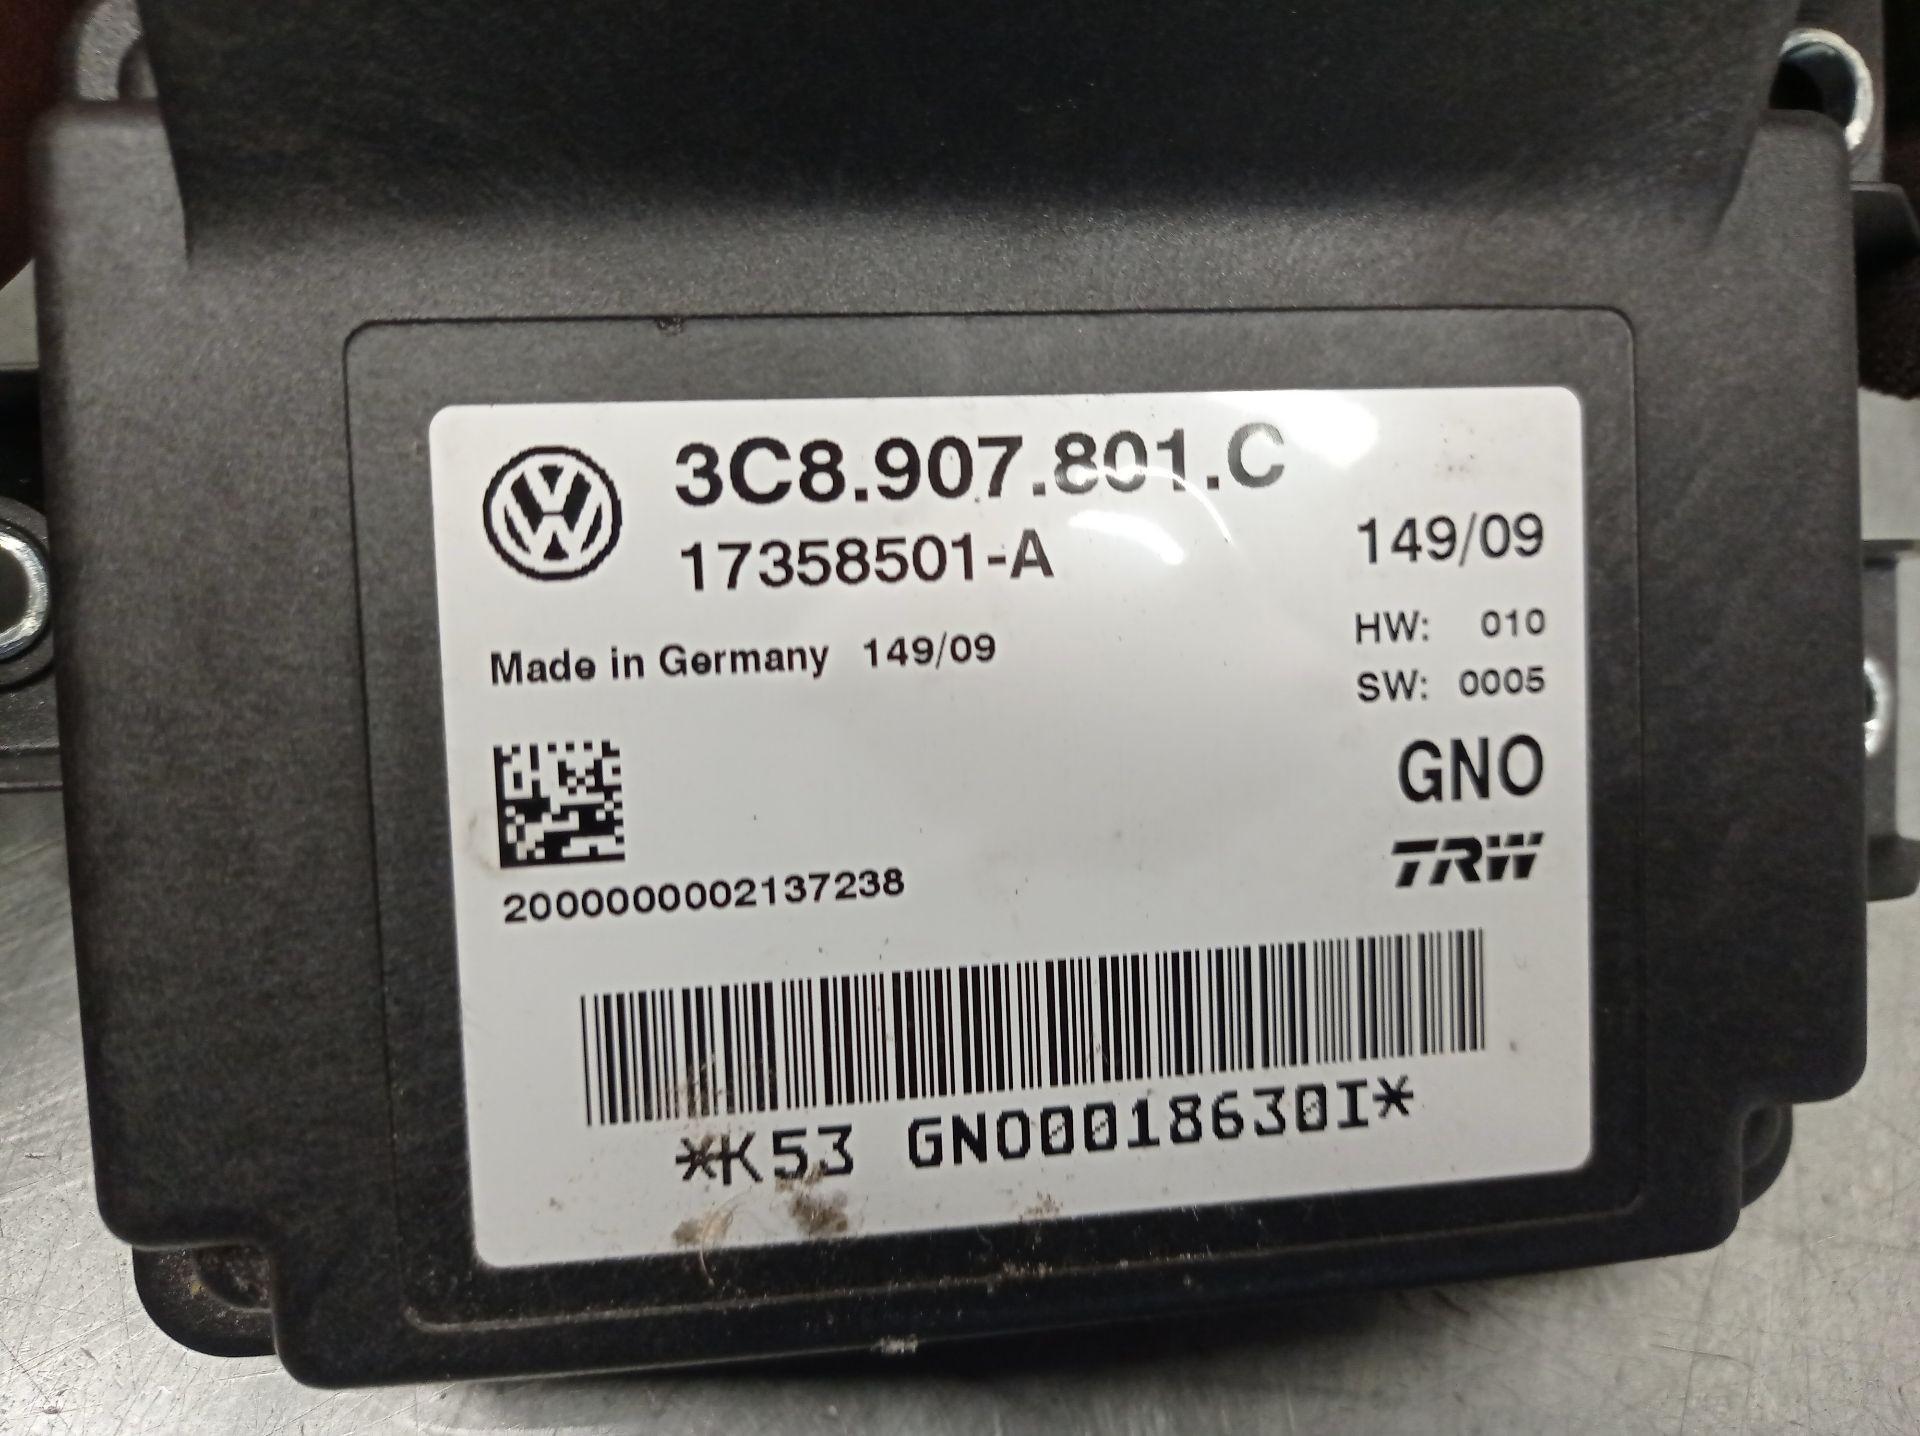 3C8.907.801.C
17358501-A
149/09
Made in Germany 149/09
HW: 010
SW: 0005
GNO
TRW
2000000002137238
*K53 GNO0018630I*